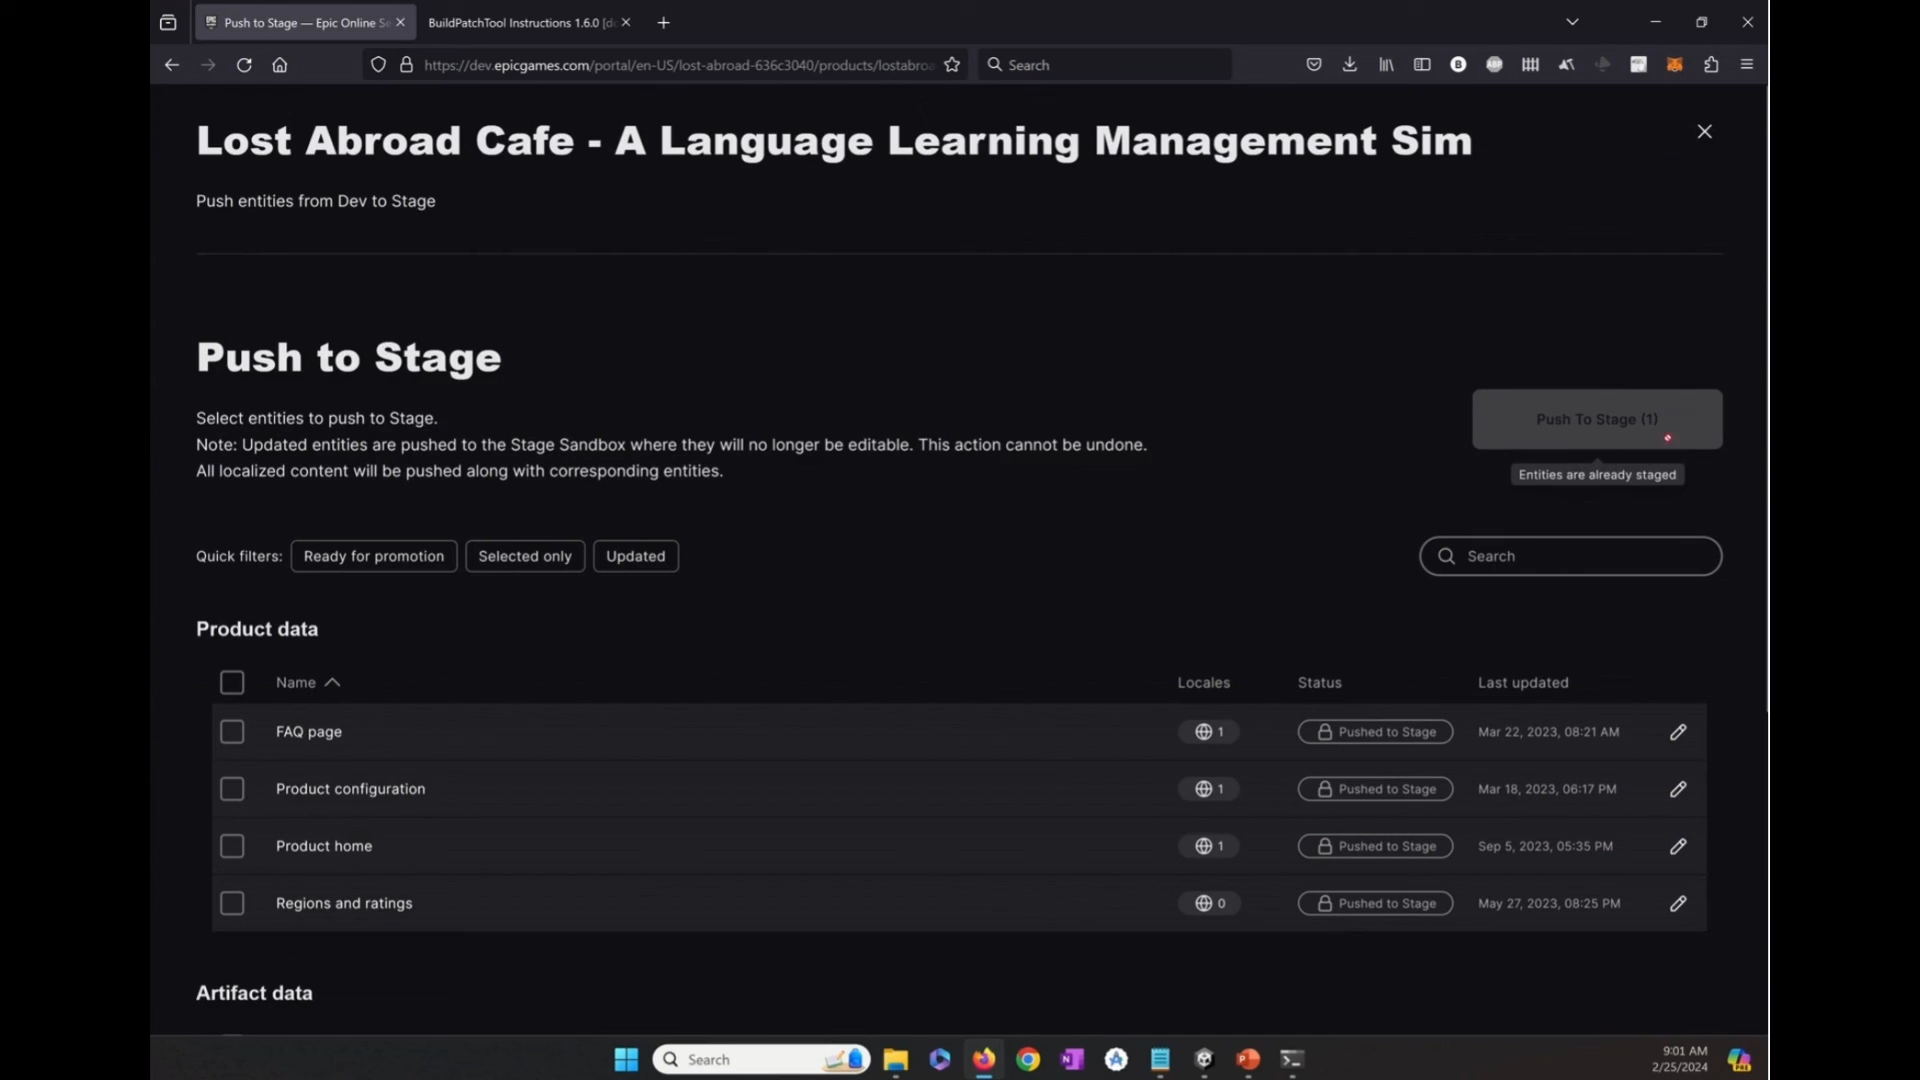 Push to Stage — Epic Online Se
BuildPatchTool Instructions 1.6.0 [d
https://dev.epicgames.com/portal/en-US/lost-abroad-636c3040/products/lostabroa
Search
Lost Abroad Cafe - A Language Learning Management Sim
Push entities from Dev to Stage
Push to Stage
Select entities to push to Stage.
Note: Updated entities are pushed to the Stage Sandbox where they will no longer be editable. This action cannot be undone.
All localized content will be pushed along with corresponding entities.
Push To Stage (1)
Entities are already staged
Quick filters: Ready for promotion Selected only Updated
Search
Product data
Name Locales Status Last updated
FAQ page 1 Pushed to Stage Mar 22, 2023, 08:21 AM
Product configuration 1 Pushed to Stage Mar 18, 2023, 06:17 PM
Product home 1 Pushed to Stage Sep 5, 2023, 05:35 PM
Regions and ratings 0 Pushed to Stage May 27, 2023, 08:25 PM
Artifact data
Search
9:01 AM
2/25/2024